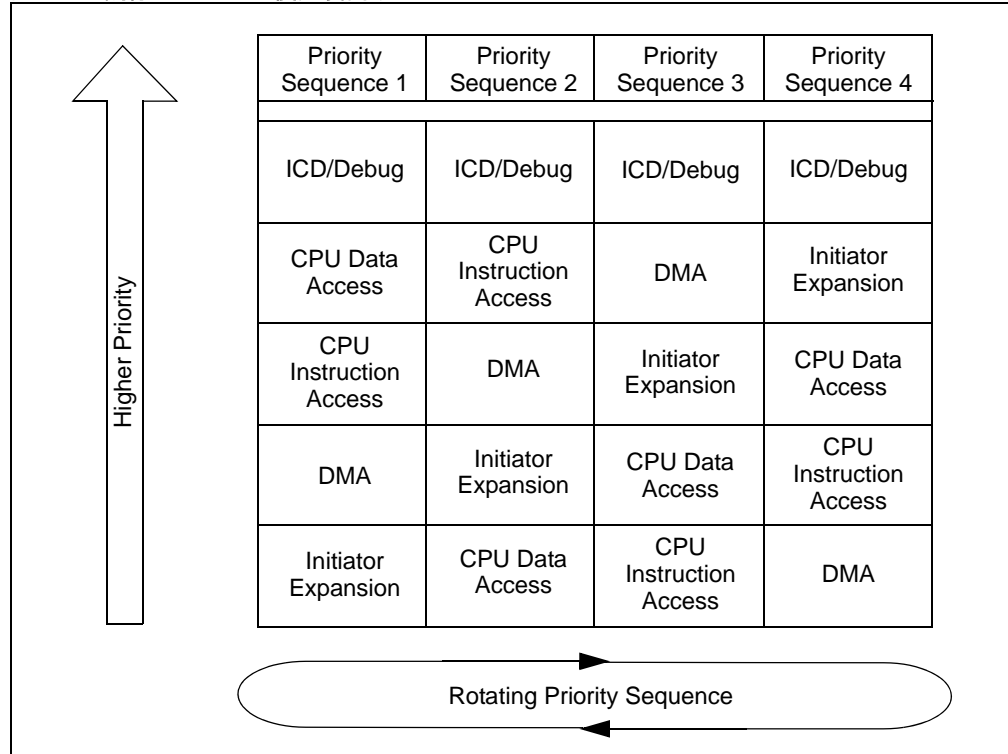 Priority
Sequence 1
Priority
Sequence 2
Priority
Sequence 3
Priority
Sequence 4
ICD/Debug
ICD/Debug
ICD/Debug
ICD/Debug
CPU Data
Access
CPU
Instruction
Access
DMA
Initiator
Expansion
CPU
Instruction
Access
DMA
Initiator
Expansion
CPU Data
Access
DMA
Initiator
Expansion
CPU Data
Access
CPU
Instruction
Access
Initiator
Expansion
CPU Data
Access
CPU
Instruction
Access
DMA
Higher Priority
Rotating Priority Sequence